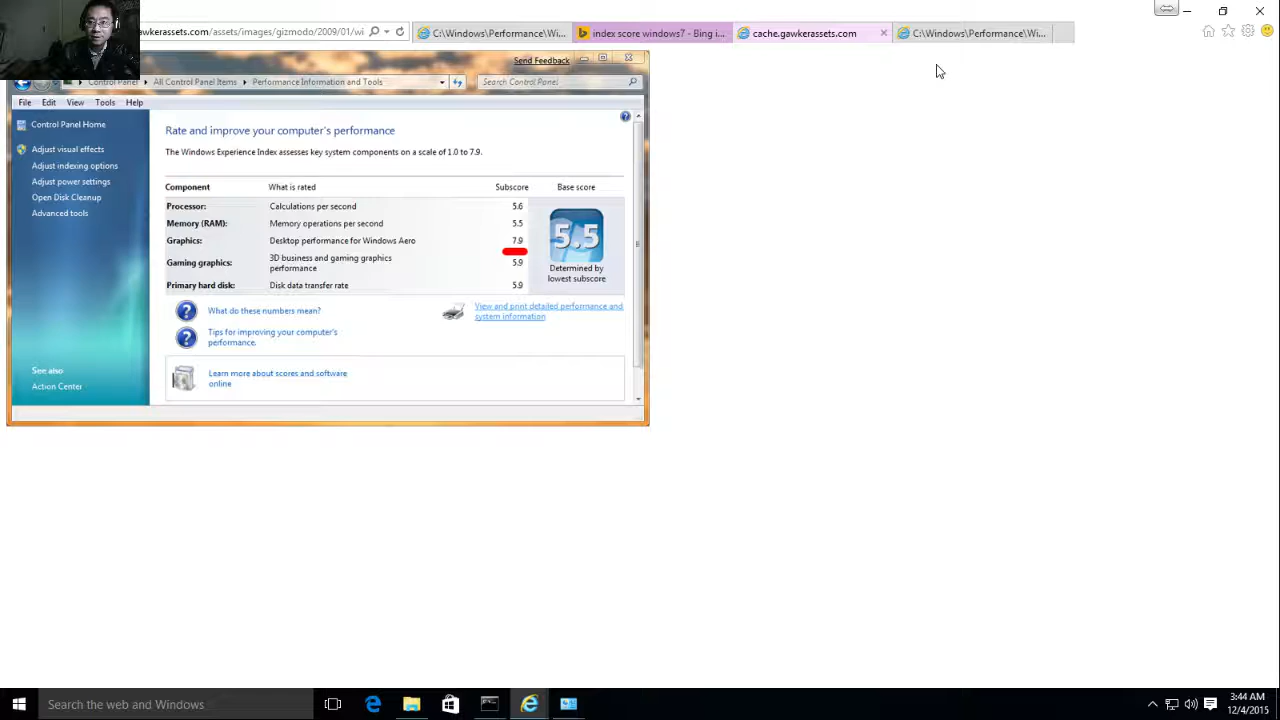 awkerassets.com/assets/images/gizmodo/2009/01/wi
C:\Windows\Performance\Wi...
index score windows7 - Bing i...
cache.gawkerassets.com
C:\Windows\Performance\Wi...
Send Feedback
Control Panel
All Control Panel Items
Performance Information and Tools
Search Control Panel
File Edit View Tools Help
Control Panel Home
Adjust visual effects
Adjust indexing options
Adjust power settings
Open Disk Cleanup
Advanced tools
See also
Action Center
Rate and improve your computer's performance
The Windows Experience Index assesses key system components on a scale of 1.0 to 7.9.
Component What is rated Subscore Base score
Processor: Calculations per second 5.6
Memory (RAM): Memory operations per second 5.5
Graphics: Desktop performance for Windows Aero 7.9
Gaming graphics: 3D business and gaming graphics performance 5.9
Primary hard disk: Disk data transfer rate 5.9
5.5
Determined by
lowest subscore
What do these numbers mean?
View and print detailed performance and
system information
Tips for improving your computer's
performance.
Learn more about scores and software
online
Search the web and Windows
3:44 AM
12/4/2015